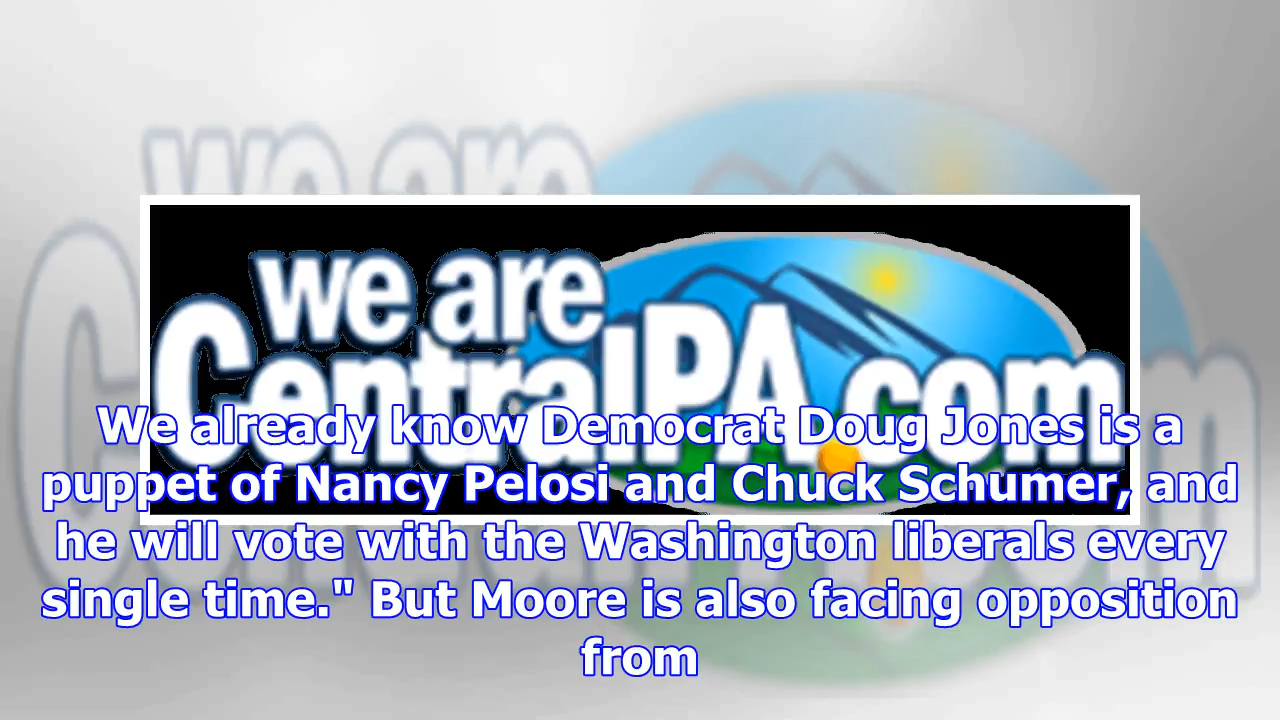 we are
CentralPA.com
We already know Democrat Doug Jones is a
puppet of Nancy Pelosi and Chuck Schumer, and
he will vote with the Washington liberals every
single time." But Moore is also facing opposition
from